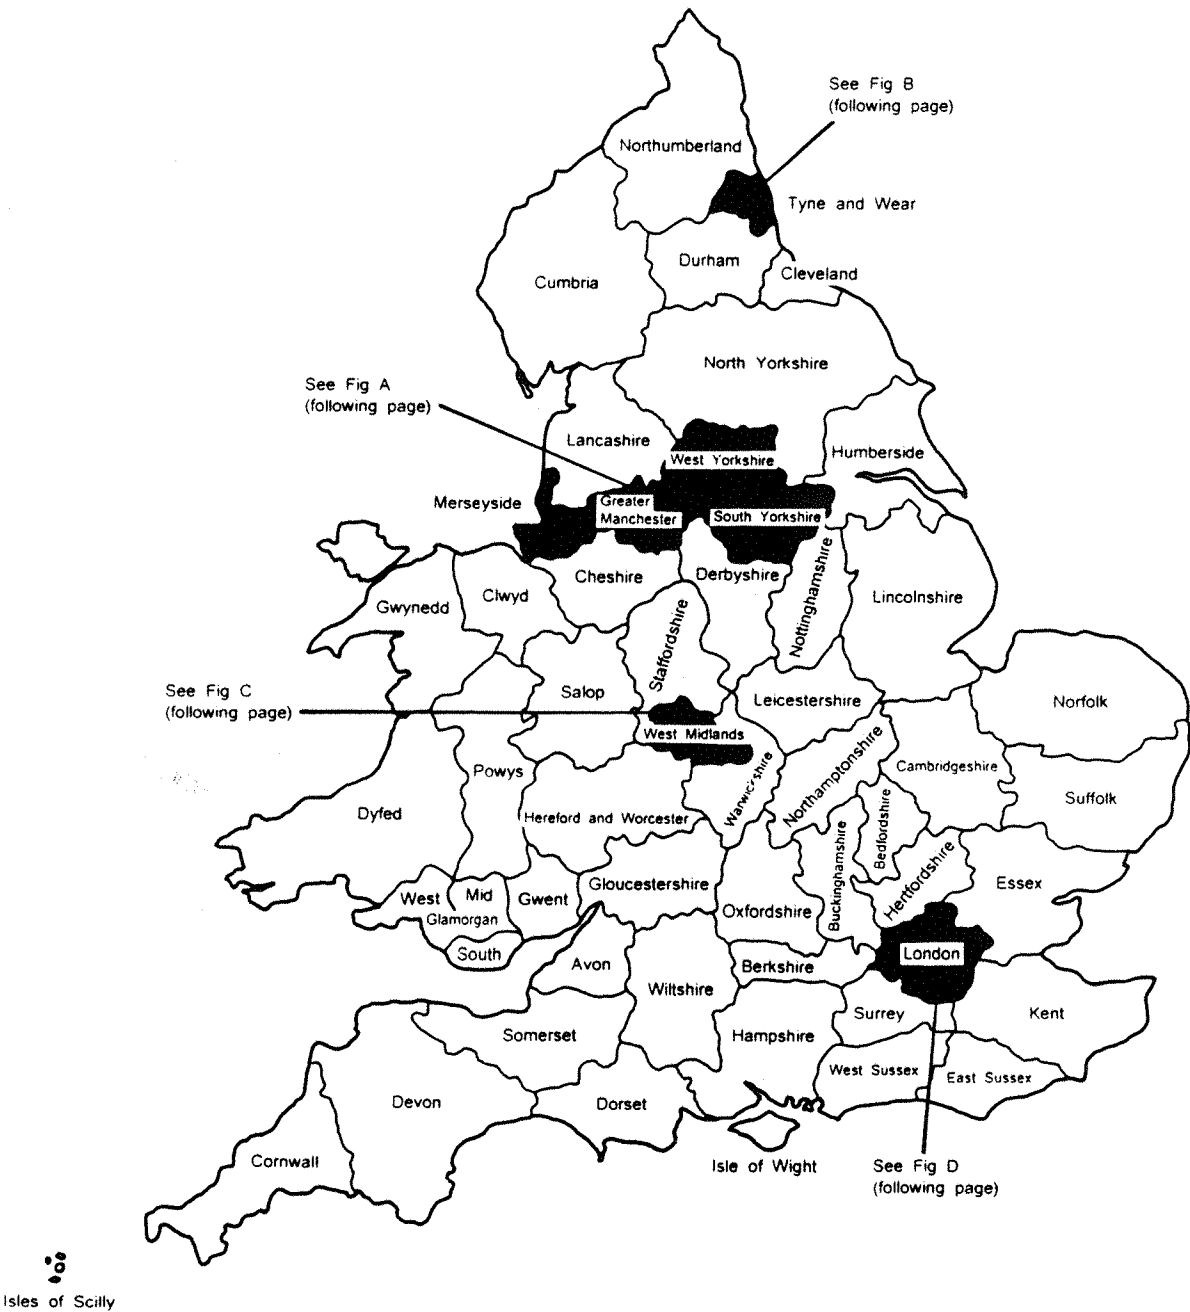 See Fig B
(following page)
Northumberland
Tyne and Wear
Durham
Cleveland
Cumbria
North Yorkshire
See Fig A
(following page)
Lancashire
West Yorkshire
Humberside
Merseyside
Greater
Manchester
South Yorkshire
Cheshire
Derbyshire
Nottinghamshire
Lincolnshire
Gwynedd
Clwyd
Staffordshire
See Fig C
(following page)
Salop
Leicestershire
Norfolk
West Midlands
Powys
Warwickshire
Northamptonshire
Cambridgeshire
Suffolk
Dyfed
Hereford and Worcester
Buckinghamshire
Bedfordshire
Hertfordshire
Essex
West
Mid
Glamorgan
South
Gwent
Gloucestershire
Oxfordshire
London
Avon
Wiltshire
Berkshire
Somerset
Hampshire
Surrey
Kent
West Sussex
East Sussex
Devon
Dorset
Cornwall
Isle of Wight
See Fig D
(following page)
Isles of Scilly